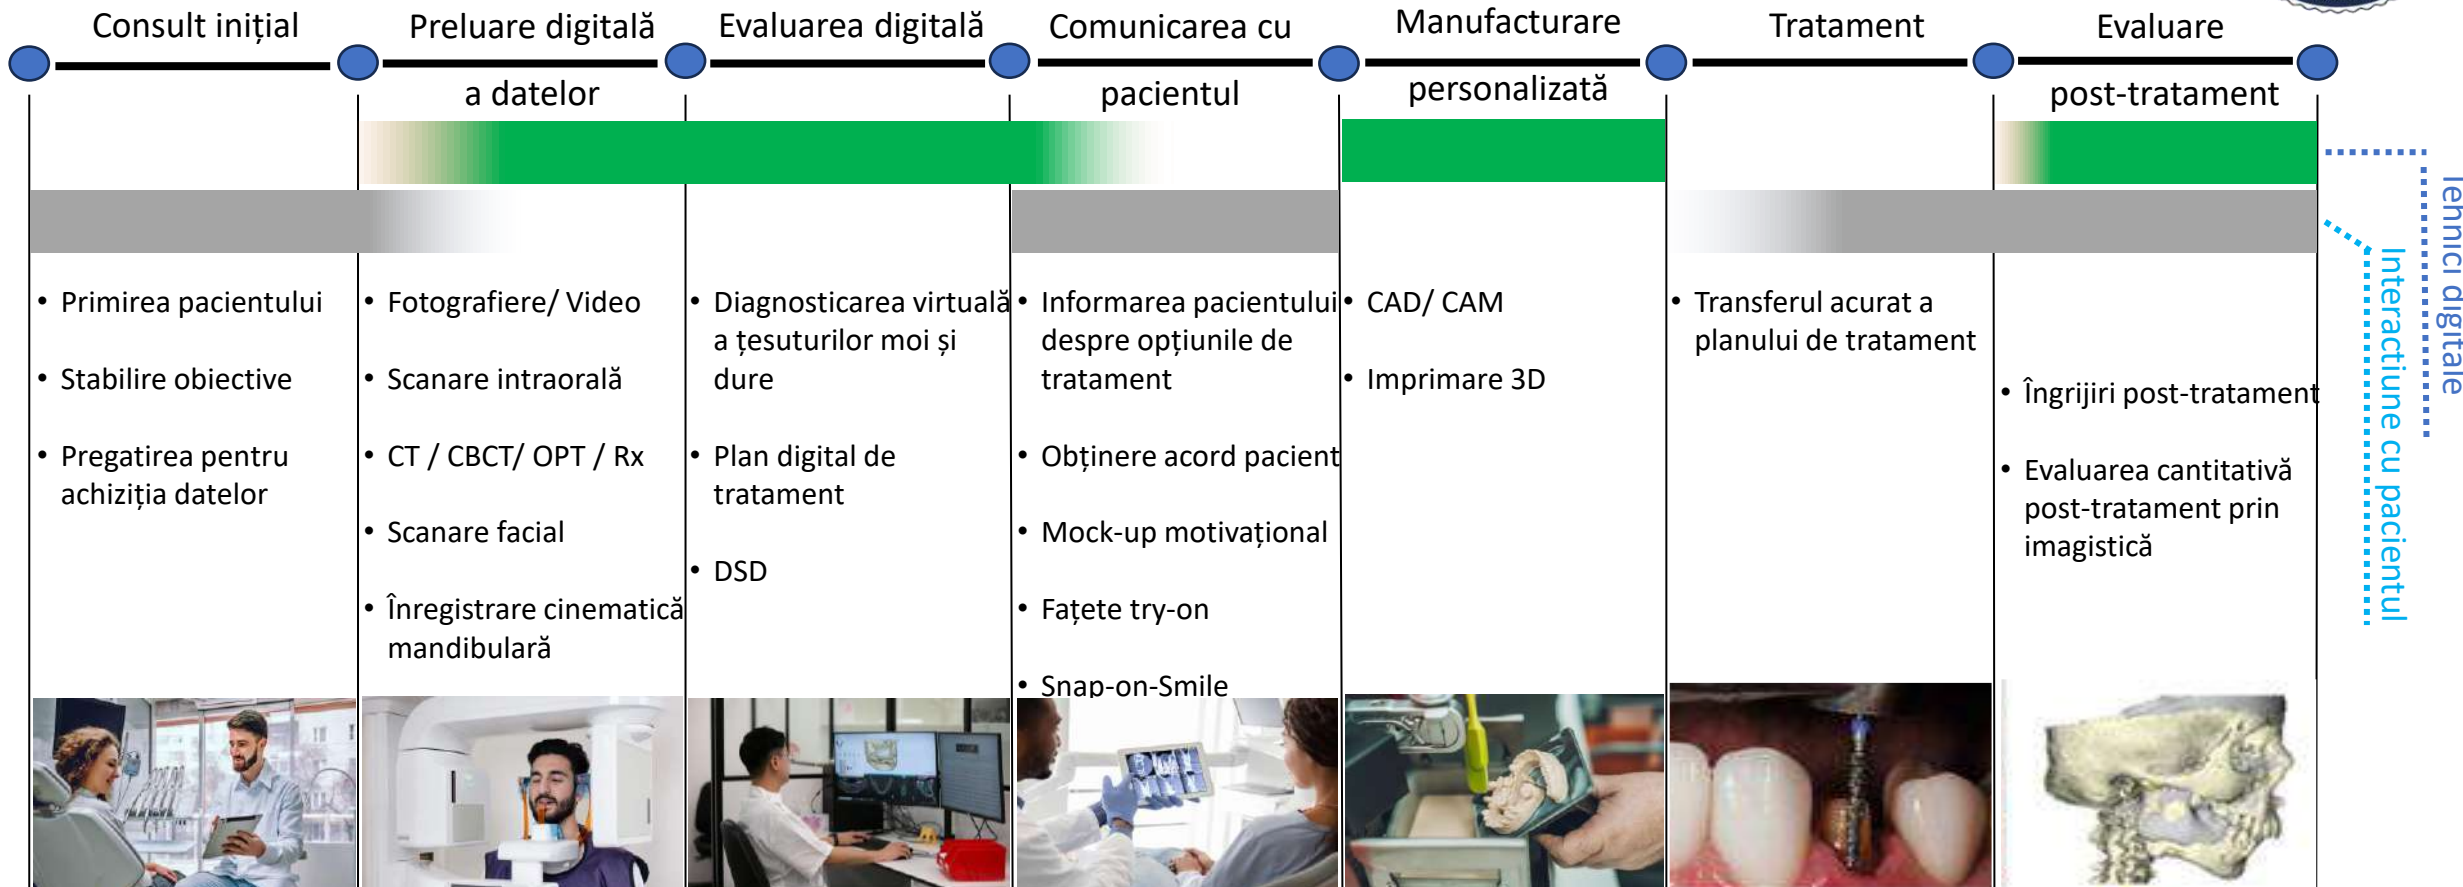 Consult inițial
Preluare digitală
a datelor
Evaluarea digitală
Comunicarea cu
pacientul
Manufacturare
personalizată
Tratament
Evaluare
post-tratament
• Primirea pacientului
• Stabilire obiective
• Pregatirea pentru
achiziția datelor
• Fotografiere/ Video
• Scanare intraorală
• CT / CBCT/ OPT / Rx
• Scanare facial
• Înregistrare cinematică
mandibulară
• Diagnosticarea virtuală
a țesuturilor moi și
dure
• Plan digital de
tratament
• DSD
• Informarea pacientului
despre opțiunile de
tratament
• Obținere acord pacient
• Mock-up motivațional
• Fațete try-on
• Snap-on-Smile
• CAD/ CAM
• Imprimare 3D
• Transferul acurat a
planului de tratament
• Îngrijiri post-tratament
• Evaluarea cantitativă
post-tratament prin
imagistică
Tehnici digitale
Interactiune cu pacientul